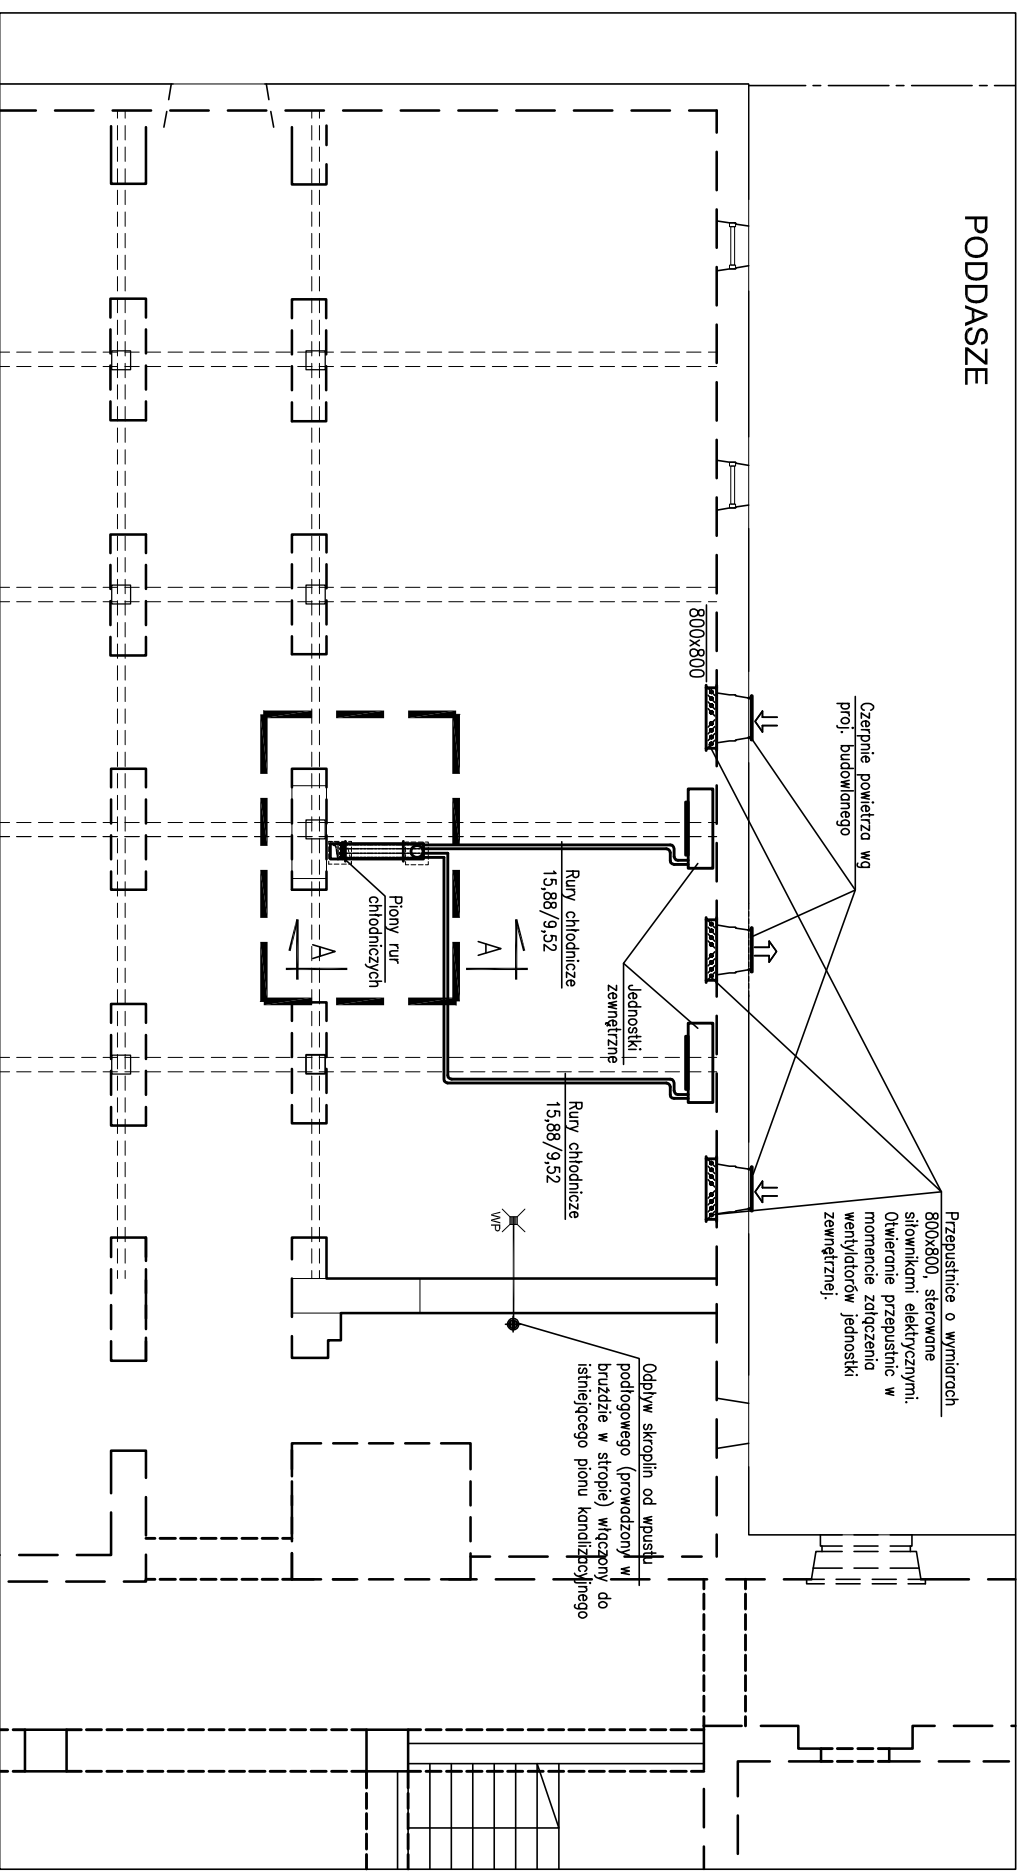 PODDASZE
Czerpnie powietrza wg
proj. budowlanego
Przepustnice o wymiarach
800x800, sterowane
siłownikami elektrycznymi.
Otwieranie przepustnic w
momencie załączenia
wentylatorów jednostki
zewnętrznej.
800x800
Jednostki
zewnętrzne
Rury chłodnicze
15,88/9,52
Rury chłodnicze
15,88/9,52
Piony rur
chłodniczych
A
A
WP
Odpływ skroplin od wpustu
podłogowego (prowadzony w
bruździe w stropie) włączony do
istniejącego pionu kanalizacyjnego